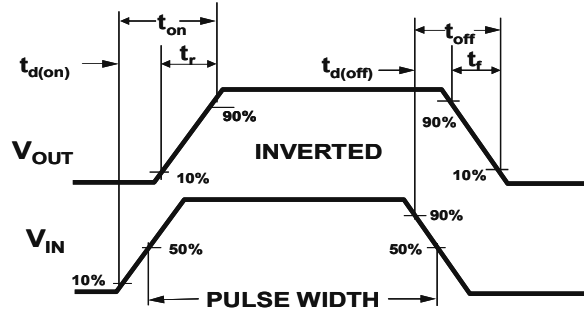 t_on
t_off
t_d(on)
t_r
t_d(off)
t_f
90%
90%
V_OUT
INVERTED
10%
10%
90%
V_IN
50%
50%
10%
PULSE WIDTH